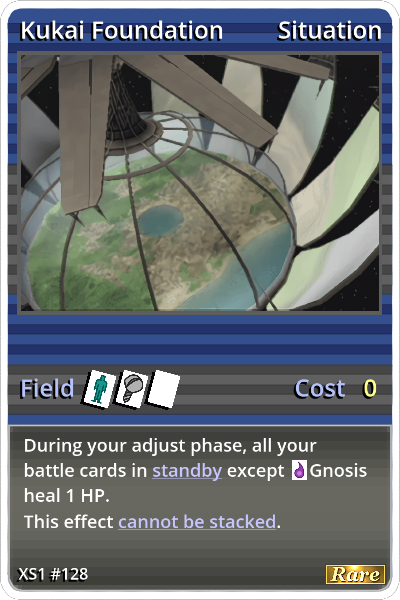 Kukai Foundation Situation
Field Cost 0
During your adjust phase, all your
battle cards in standby except Gnosis
heal 1 HP.
This effect cannot be stacked.
XS1 #128 Rare